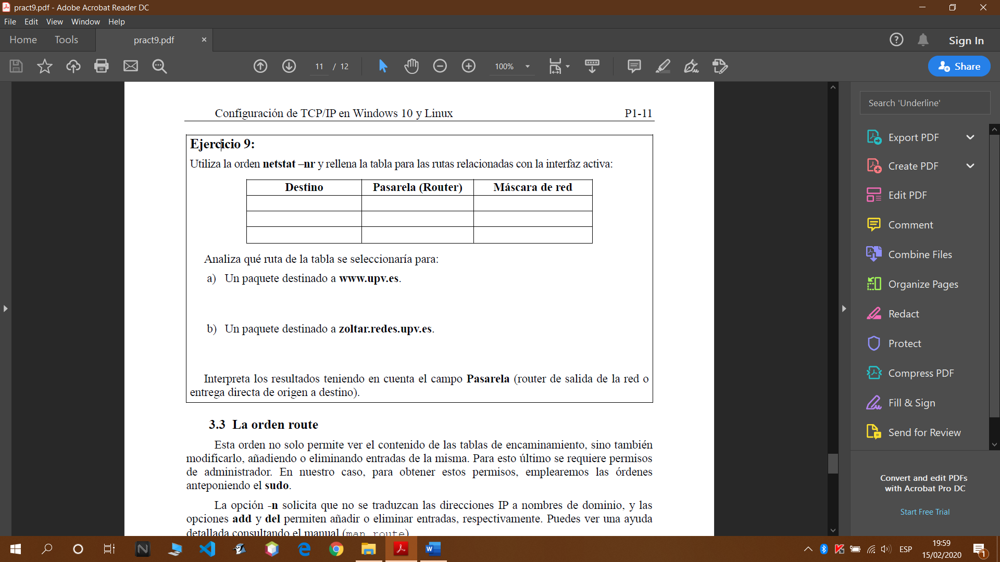 pract9.pdf - Adobe Acrobat Reader DC
File Edit View Window Help
Home Tools pract9.pdf × Sign In
11 / 12 100% Share
Configuración de TCP/IP en Windows 10 y Linux P1-11
Ejercicio 9:
Utiliza la orden netstat –nr y rellena la tabla para las rutas relacionadas con la interfaz activa:
Destino Pasarela (Router) Máscara de red
Analiza qué ruta de la tabla se seleccionaría para:
a) Un paquete destinado a www.upv.es.
b) Un paquete destinado a zoltar.redes.upv.es.
Interpreta los resultados teniendo en cuenta el campo Pasarela (router de salida de la red o
entrega directa de origen a destino).
3.3 La orden route
Esta orden no solo permite ver el contenido de las tablas de encaminamiento, sino también
modificarlo, añadiendo o eliminando entradas de la misma. Para esto último se requiere permisos
de administrador. En nuestro caso, para obtener estos permisos, emplearemos las órdenes
anteponiendo el sudo.
La opción -n solicita que no se traduzcan las direcciones IP a nombres de dominio, y las
opciones add y del permiten añadir o eliminar entradas, respectivamente. Puedes ver una ayuda
detallada consultando el manual (man route)
Search 'Underline'
Export PDF
Create PDF
Edit PDF
Comment
Combine Files
Organize Pages
Redact
Protect
Compress PDF
Fill & Sign
Send for Review
Convert and edit PDFs
with Acrobat Pro DC
Start Free Trial
ESP
19:59
15/02/2020
1